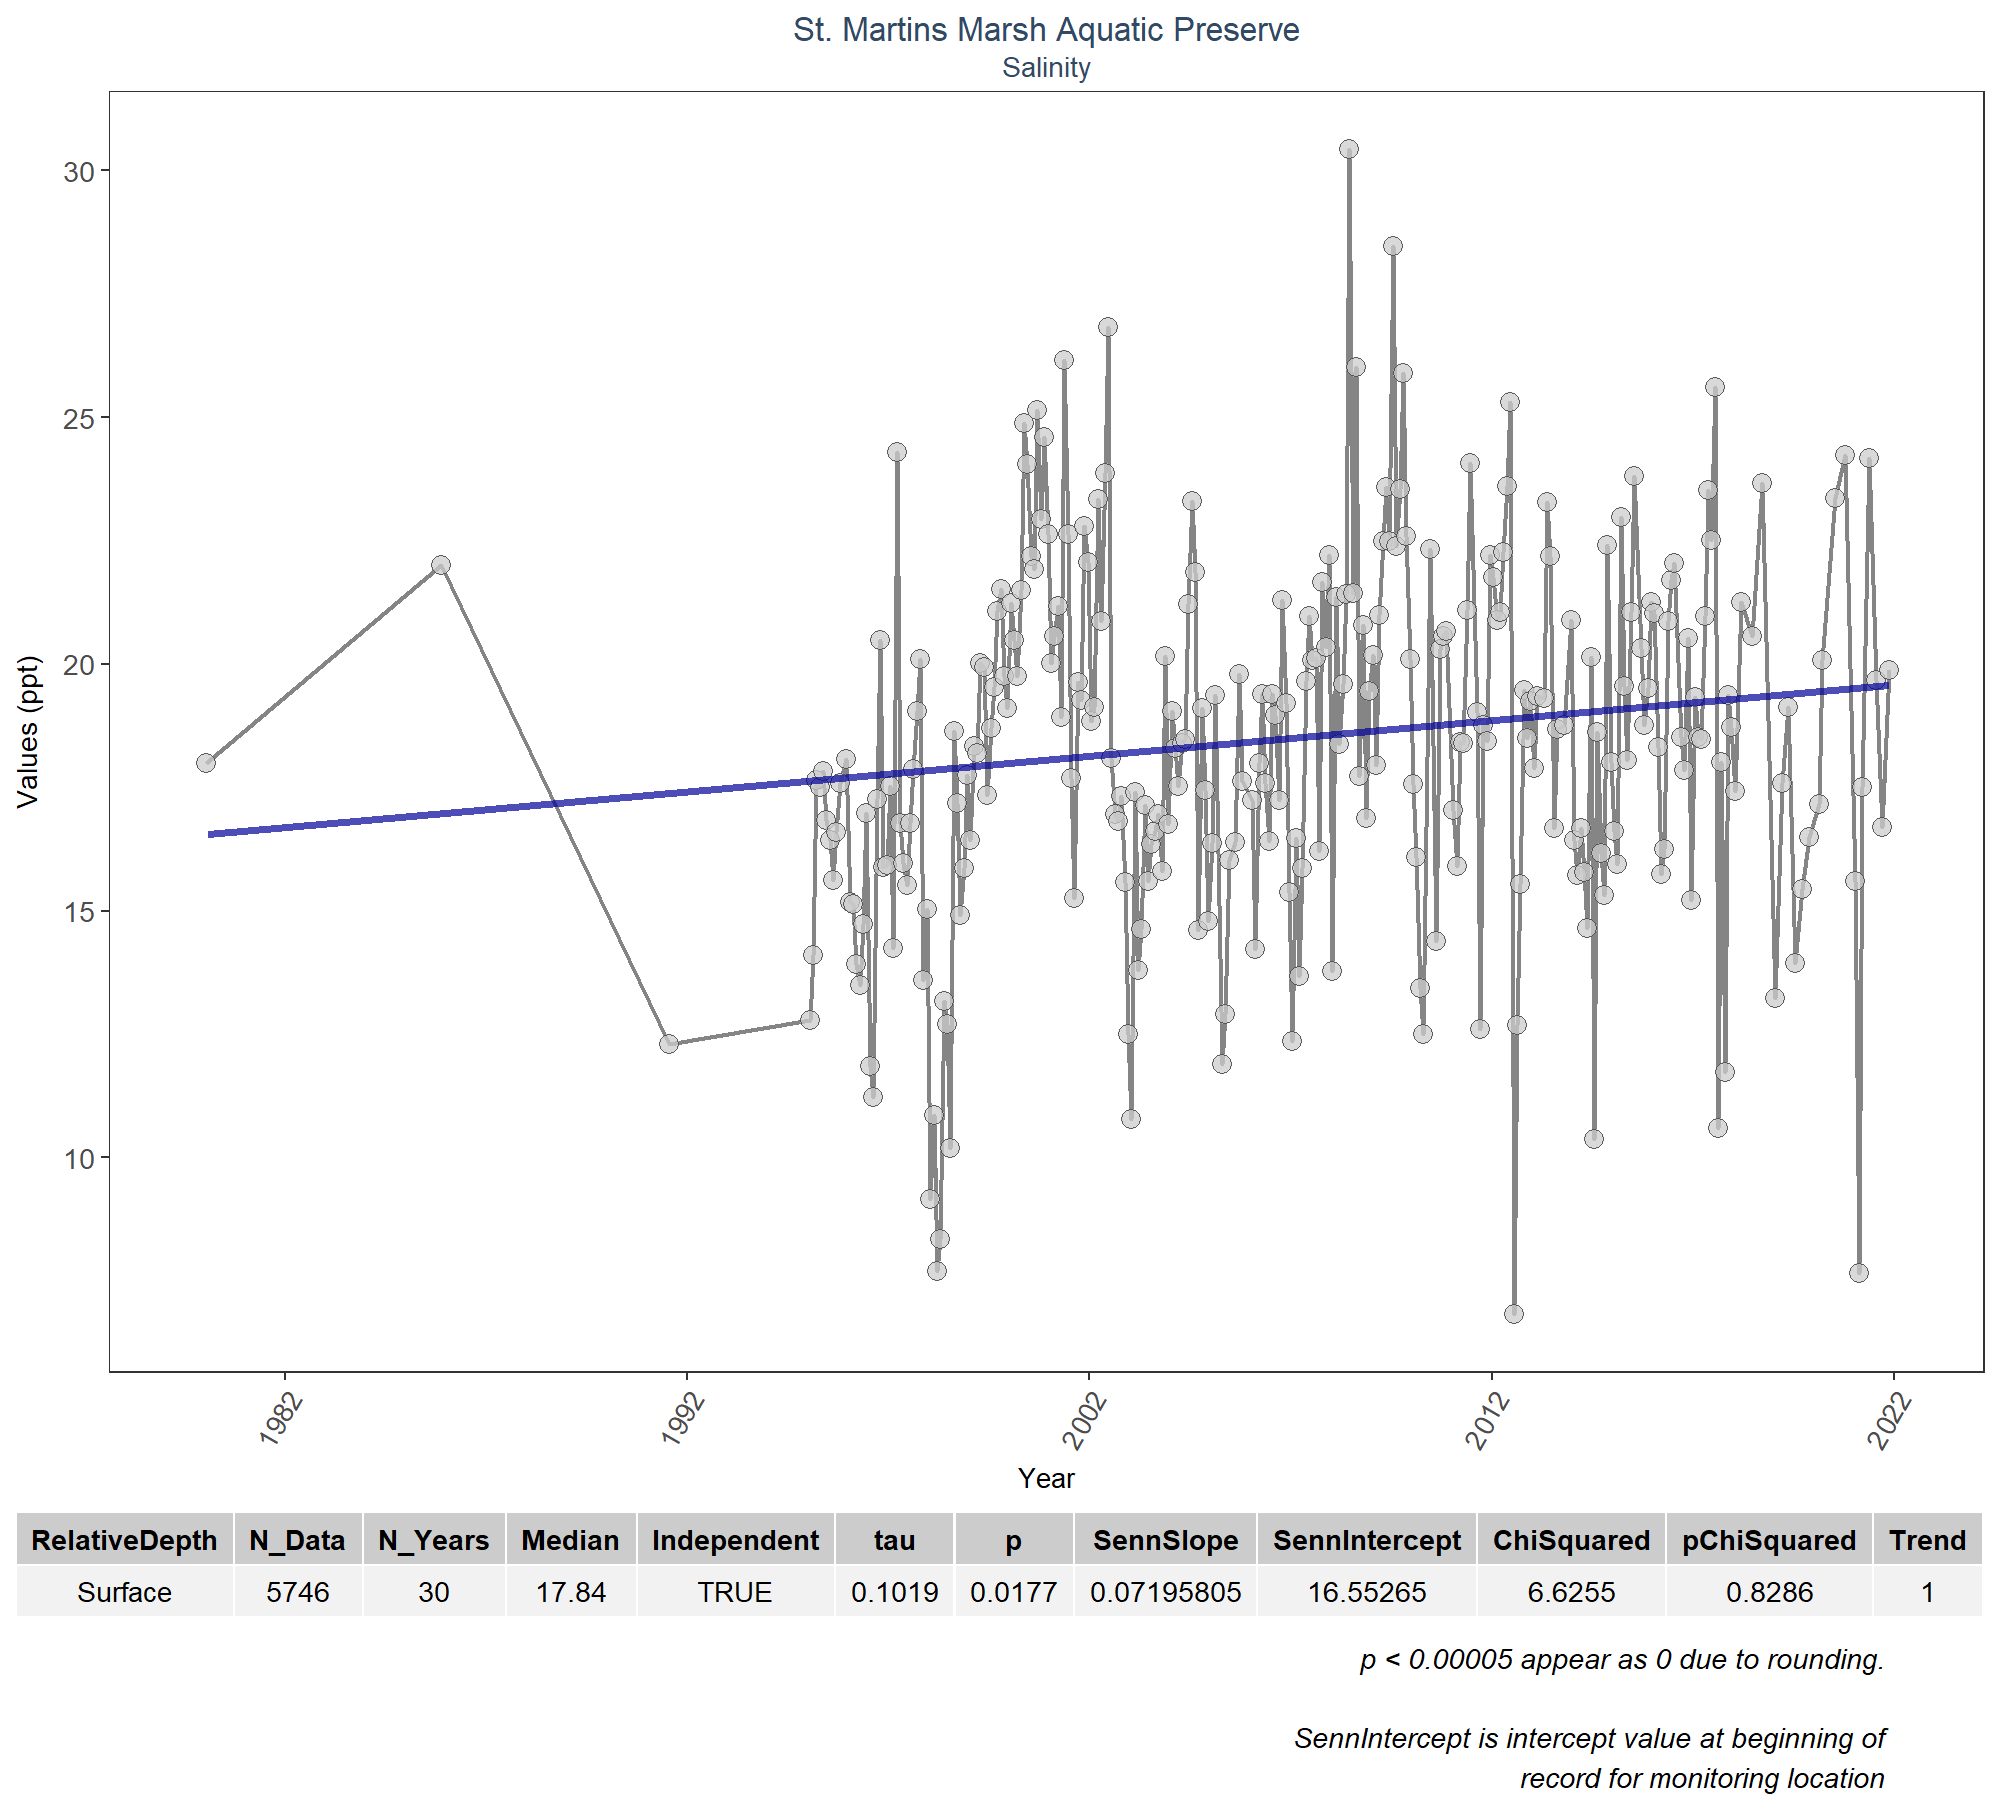 St. Martins Marsh Aquatic Preserve
Salinity
Values (ppt)
30
25
20
15
10
1982
1992
2002
2012
2022
Year
RelativeDepth N_Data N_Years Median Independent tau p SennSlope SennIntercept ChiSquared pChiSquared Trend
Surface 5746 30 17.84 TRUE 0.1019 0.0177 0.07195805 16.55265 6.6255 0.8286 1
p < 0.00005 appear as 0 due to rounding.
SennIntercept is intercept value at beginning of
record for monitoring location